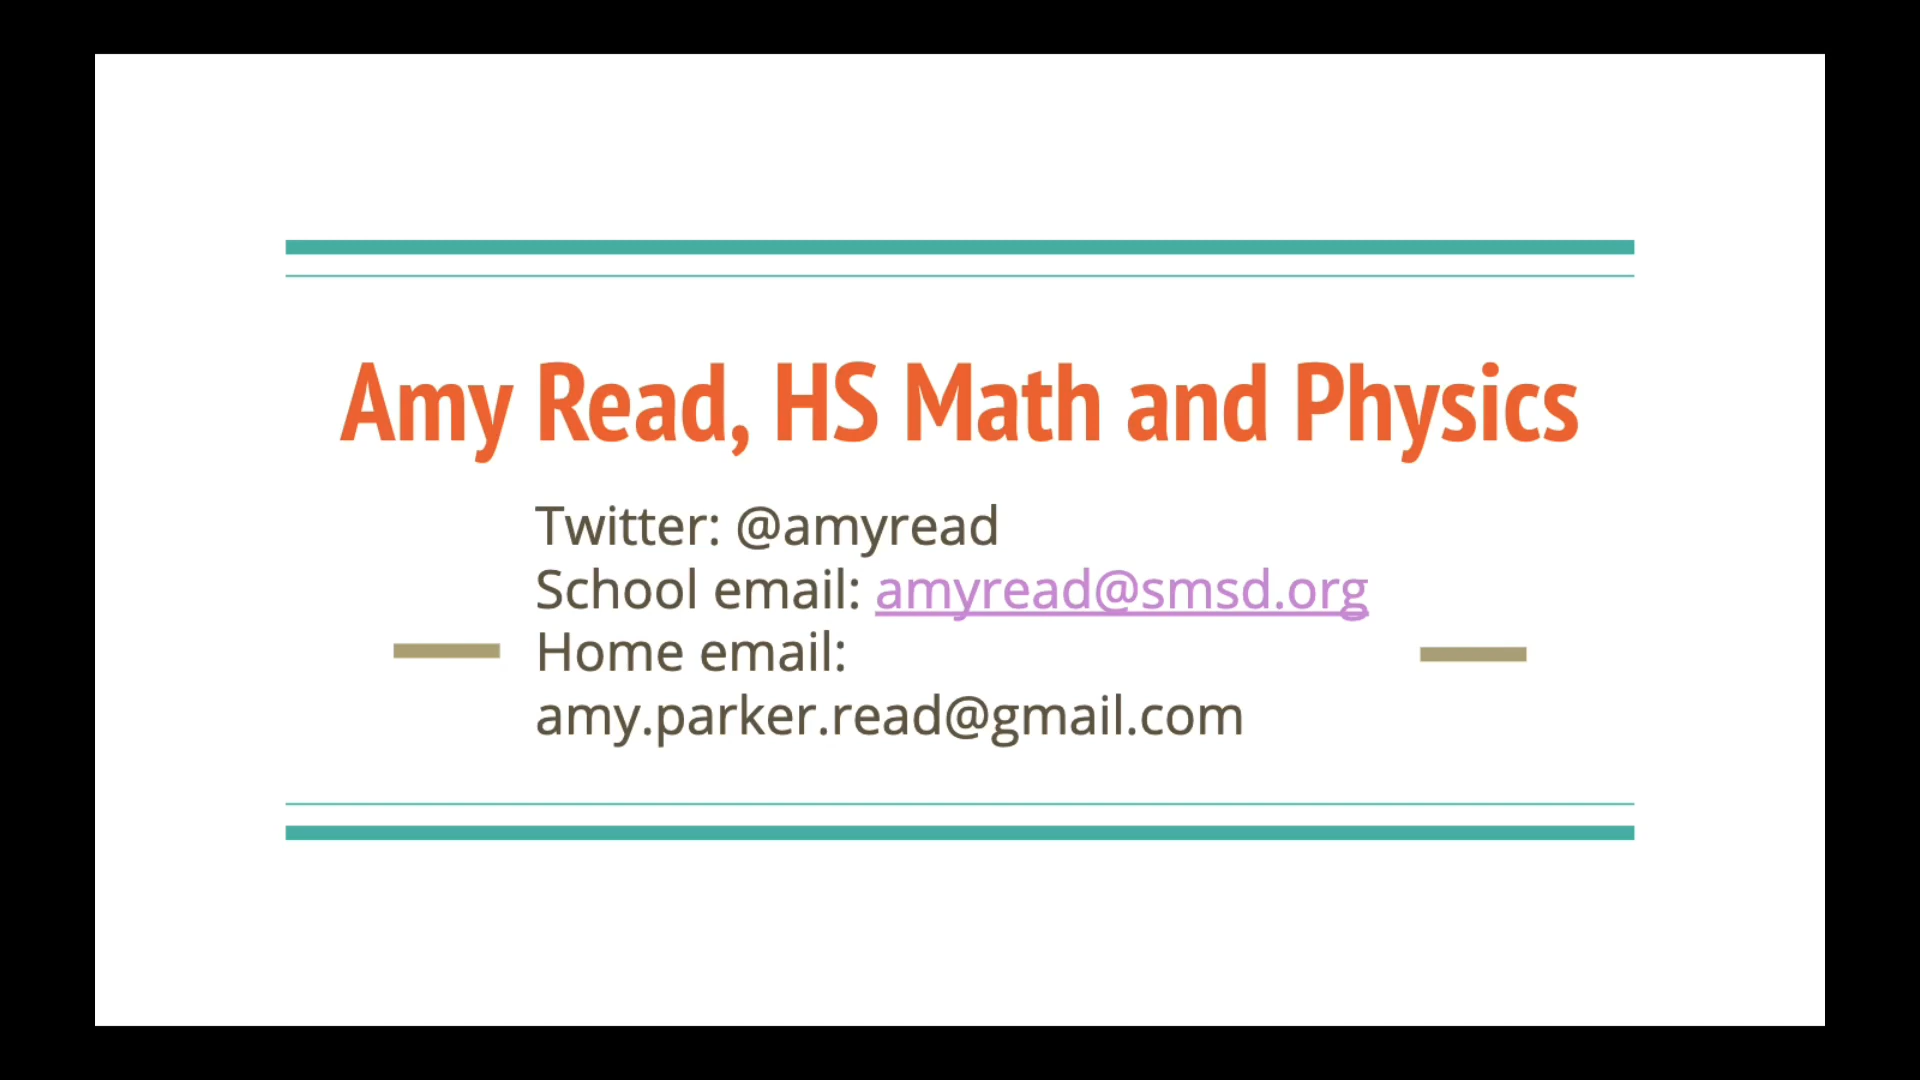 Amy Read, HS Math and Physics
Twitter: @amyread
School email: amyread@smsd.org
Home email:
amy.parker.read@gmail.com